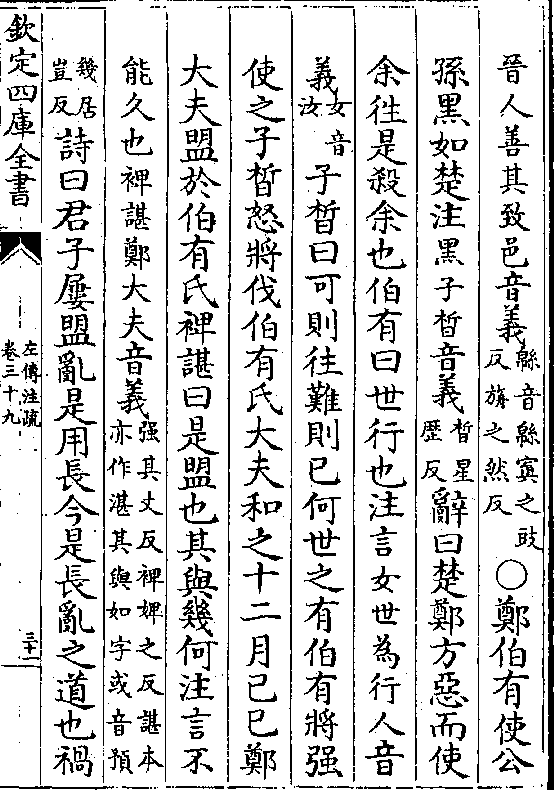 晉人善其致邑音義緜音緜寘之豉反旃之然反○鄭伯有使公
孫黑如楚注黑子晳音義晳星歷反辭曰楚鄭方惡而使
余徃是殺余也伯有曰世行也注言女世為行人音
義女音汝子晳曰可則往難則已何世之有伯有將强
使之子晳怒將伐伯有氏大夫和之十二月己巳鄭
大夫盟於伯有氏裨諶曰是盟也其與幾何注言不
能久也裨諶鄭大夫音義强其丈反裨婢之反諶本亦作湛其與如字或音預
幾居豈反詩曰君子屢盟亂是用長今是長亂之道也禍
欽定四庫全書
左傳注疏
卷三十九
三十一